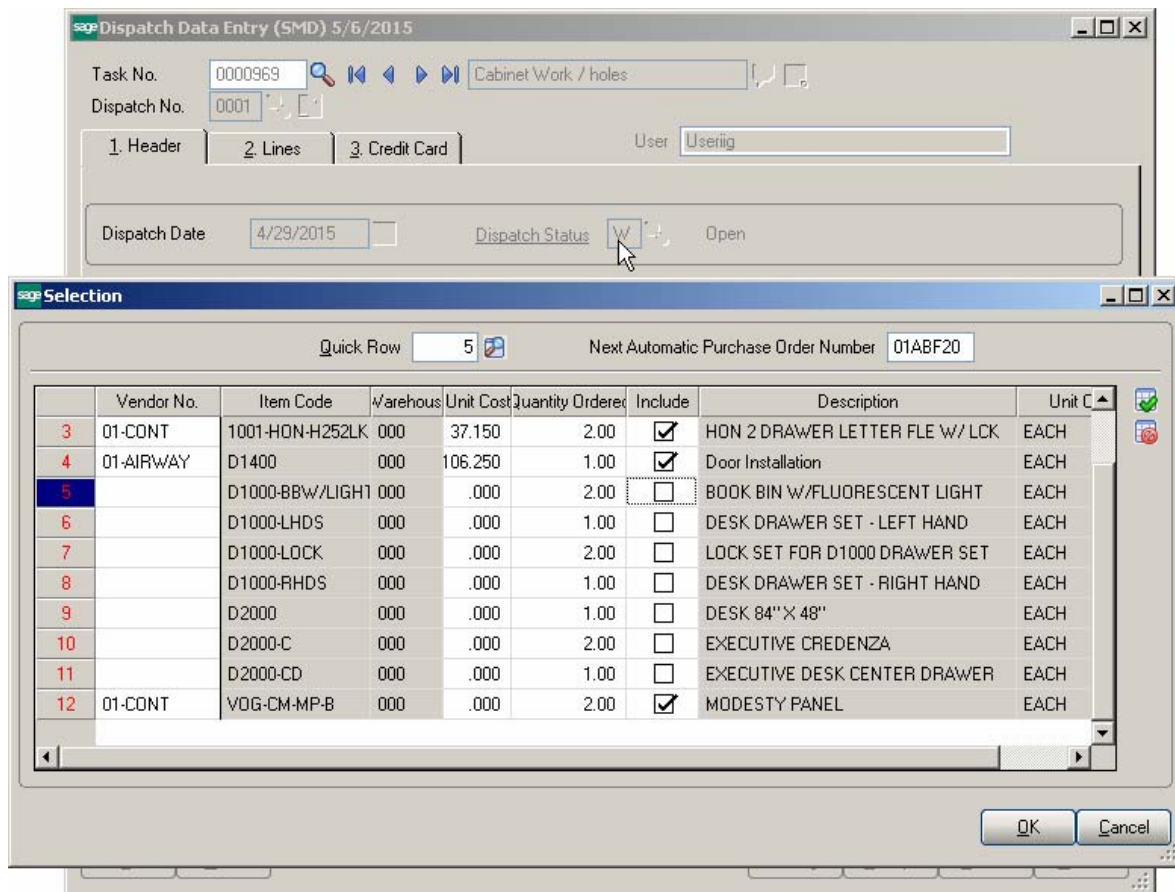 sage Dispatch Data Entry (SMD) 5/6/2015
Task No. 0000969 Cabinet Work / holes
Dispatch No. 0001
1. Header 2. Lines 3. Credit Card User Useriig
Dispatch Date 4/29/2015 Dispatch Status W Open
sage Selection
Quick Row 5 Next Automatic Purchase Order Number 01ABF20
Vendor No. Item Code Warehous Unit Cost Quantity Ordered Include Description Unit C
3 01-CONT 1001-HON-H252LK 000 37.150 2.00 HON 2 DRAWER LETTER FLE W/ LCK EACH
4 01-AIRWAY D1400 000 106.250 1.00 Door Installation EACH
5 D1000-BBW/LIGHT 000 .000 2.00 BOOK BIN W/FLUORESCENT LIGHT EACH
6 D1000-LHDS 000 .000 1.00 DESK DRAWER SET - LEFT HAND EACH
7 D1000-LOCK 000 .000 2.00 LOCK SET FOR D1000 DRAWER SET EACH
8 D1000-RHDS 000 .000 1.00 DESK DRAWER SET - RIGHT HAND EACH
9 D2000 000 .000 1.00 DESK 84" X 48" EACH
10 D2000-C 000 .000 2.00 EXECUTIVE CREDENZA EACH
11 D2000-CD 000 .000 1.00 EXECUTIVE DESK CENTER DRAWER EACH
12 01-CONT VOG-CM-MP-B 000 .000 2.00 MODESTY PANEL EACH
OK Cancel